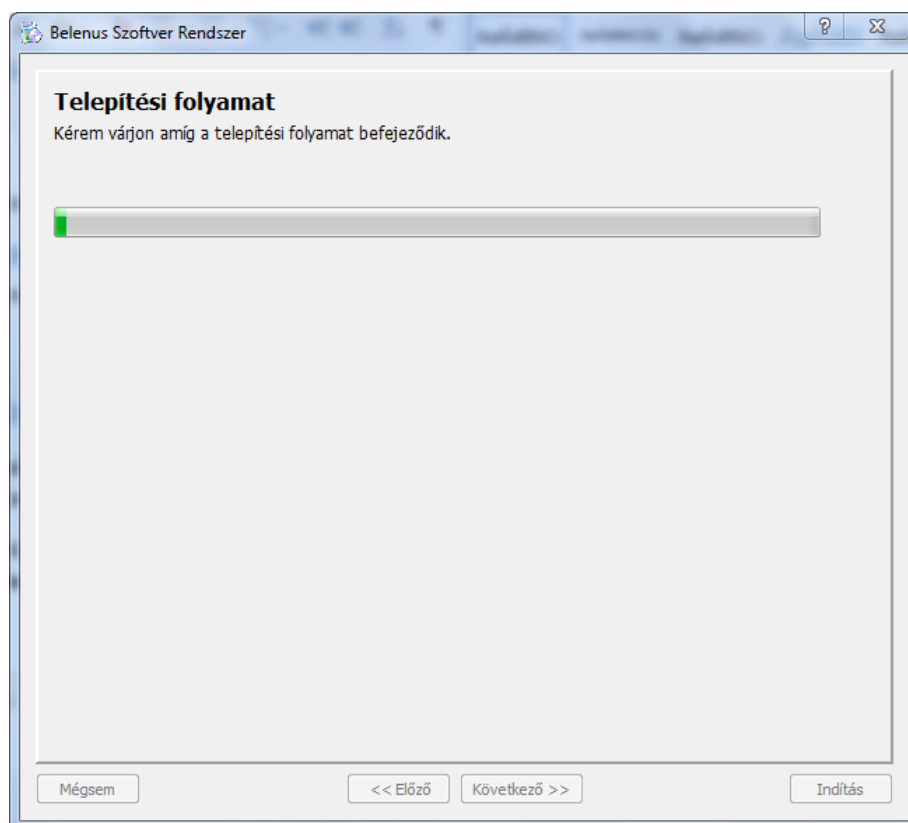 Belenus Szoftver Rendszer
Telepítési folyamat
Kérem várjon amíg a telepítési folyamat befejeződik.
Mégsem
<< Előző
Következő >>
Indítás